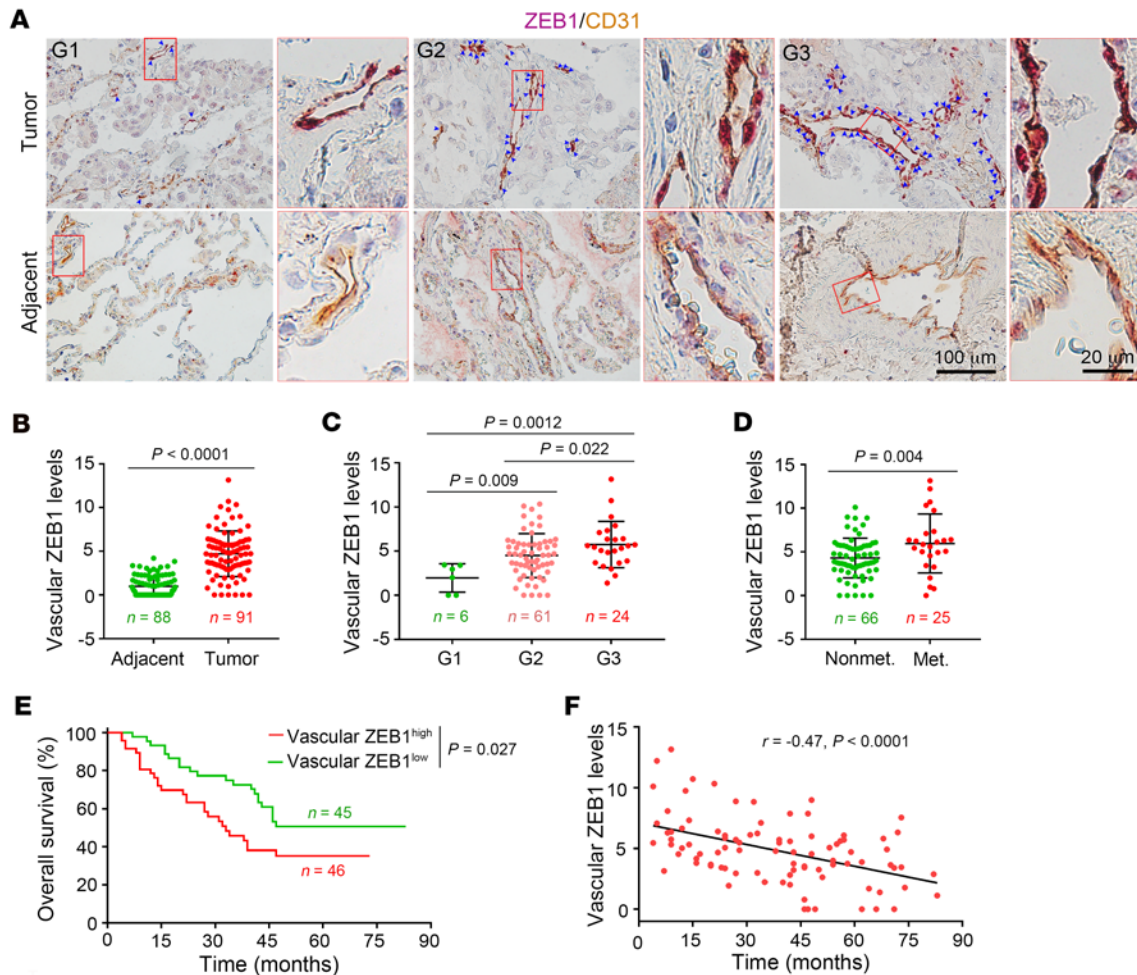 A
ZEB1/CD31
G1
G2
G3
Tumor
Adjacent
100 μm
20 μm
B
Vascular ZEB1 levels
P < 0.0001
15
10
5
0
-5
n = 88
n = 91
Adjacent
Tumor
C
Vascular ZEB1 levels
P = 0.0012
P = 0.022
P = 0.009
15
10
5
0
-5
n = 6
n = 61
n = 24
G1
G2
G3
D
Vascular ZEB1 levels
P = 0.004
15
10
5
0
-5
n = 66
n = 25
Nonmet.
Met.
E
Overall survival (%)
100
80
60
40
20
0
Vascular ZEB1high
Vascular ZEB1low
P = 0.027
n = 45
n = 46
0 15 30 45 60 75 90
Time (months)
F
Vascular ZEB1 levels
15
10
5
0
r = -0.47, P < 0.0001
0 15 30 45 60 75 90
Time (months)